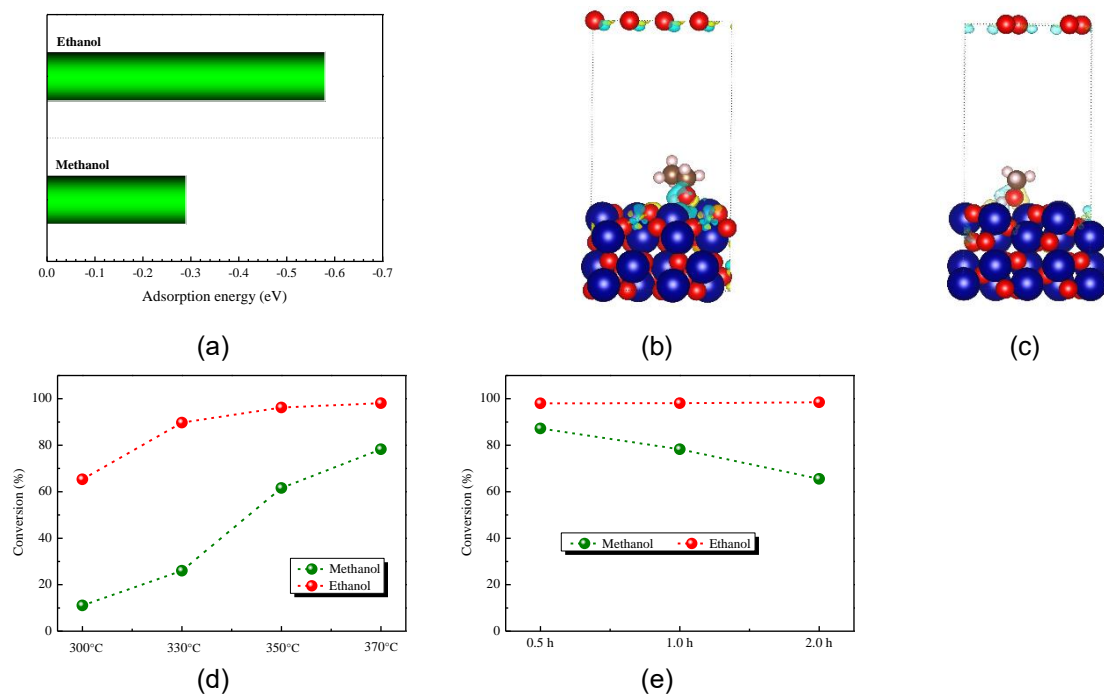 Ethanol
Methanol
0.0 -0.1 -0.2 -0.3 -0.4 -0.5 -0.6 -0.7
Adsorption energy (eV)
(a)
(b)
(c)
100
80
60
40
20
0
Conversion (%)
Methanol
Ethanol
300°C 330°C 350°C 370°C
(d)
100
80
60
40
20
0
Conversion (%)
Methanol Ethanol
0.5 h 1.0 h 2.0 h
(e)